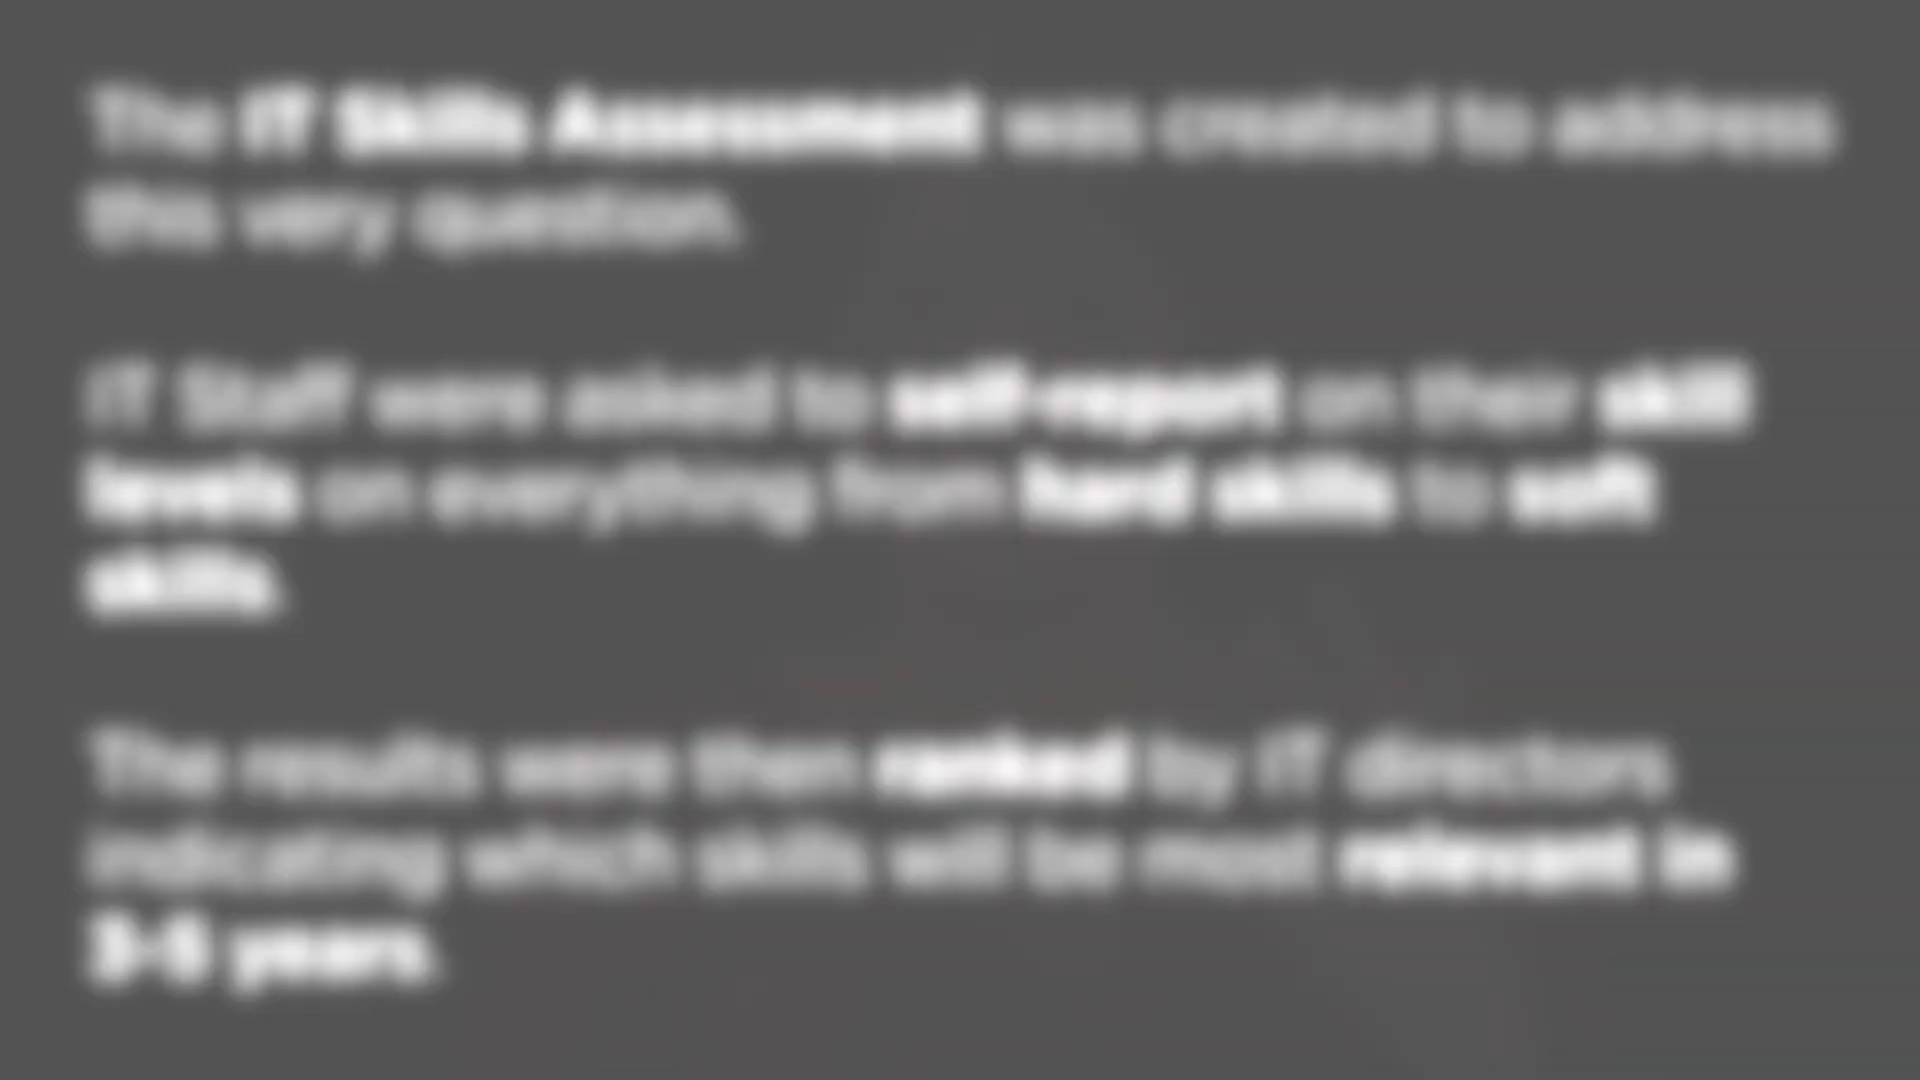 The IT Skills Assessment was created to address
this very question.
IT Staff were asked to self-report on their skill
levels on everything from hard skills to soft
skills.
The results were then ranked by IT directors
indicating which skills will be most relevant in
years.